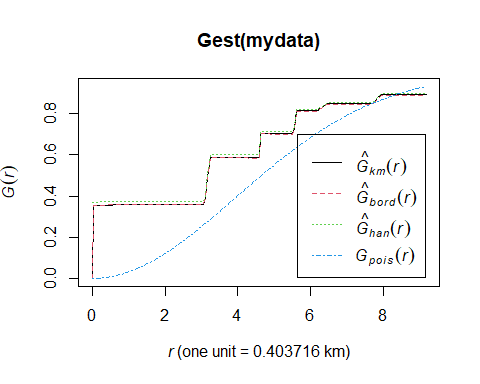 Gest(mydata)
G(r)
0.8
0.6
0.4
0.2
0.0
Ĝkm(r)
Ĝbord(r)
Ĝhan(r)
Gpois(r)
0 2 4 6 8
r (one unit = 0.403716 km)